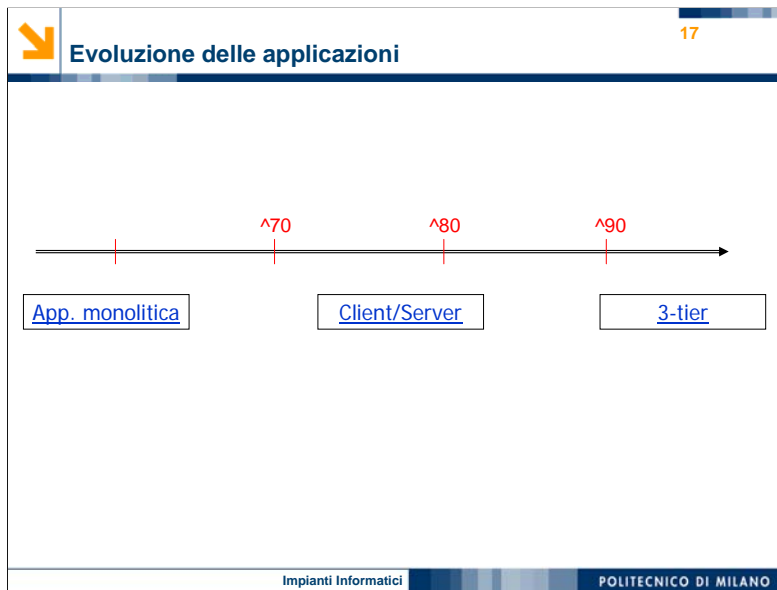 17
Evoluzione delle applicazioni
^70 ^80 ^90
App. monolitica Client/Server 3-tier
Impianti Informatici POLITECNICO DI MILANO